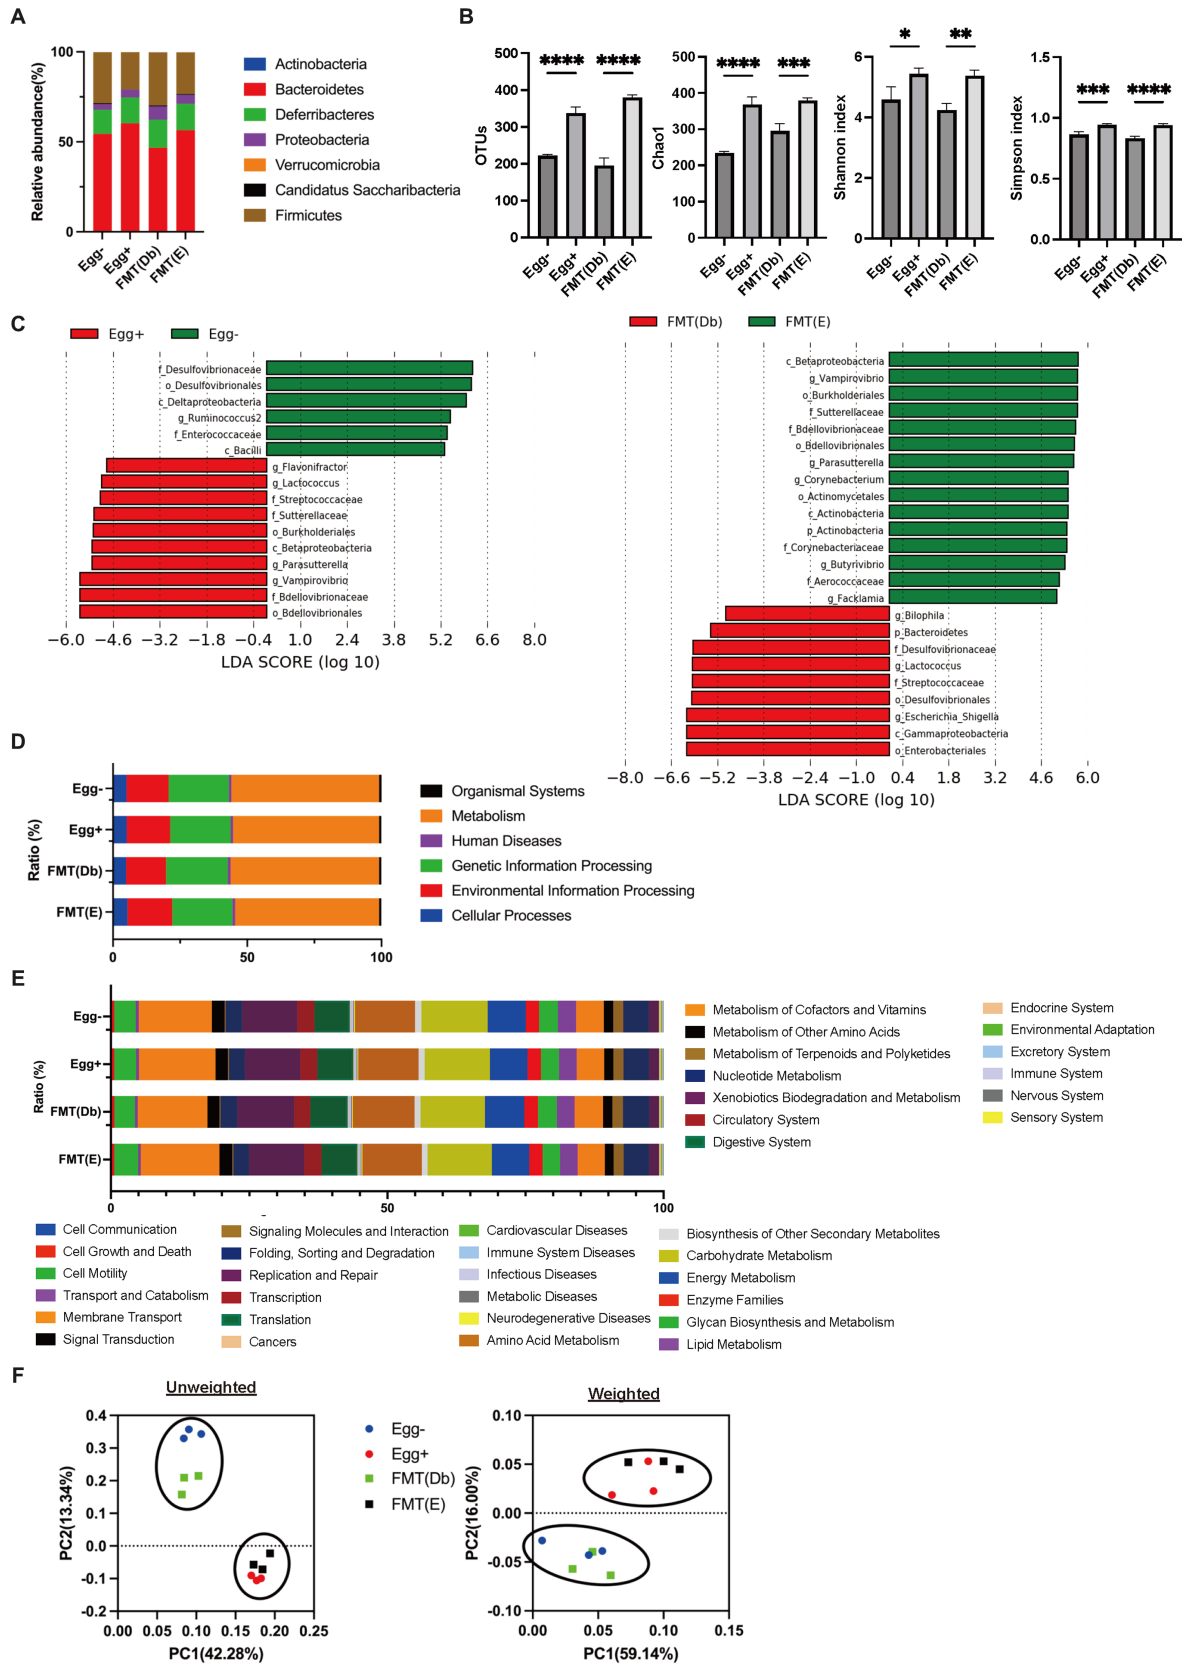 A
Relative abundance(%)
100
50
0
Egg-
Egg+
FMT(Db)
FMT(E)
Actinobacteria
Bacteroidetes
Deferribacteres
Proteobacteria
Verrucomicrobia
Candidatus Saccharibacteria
Firmicutes
B
OTUs
500
400
300
200
100
0
****
****
Egg-
Egg+
FMT(Db)
FMT(E)
Chao1
500
400
300
200
100
0
****
***
Egg-
Egg+
FMT(Db)
FMT(E)
Shannon index
6
4
2
0
*
**
Egg-
Egg+
FMT(Db)
FMT(E)
Simpson index
1.5
1.0
0.5
0.0
***
****
Egg-
Egg+
FMT(Db)
FMT(E)
C
Egg+
Egg-
f_Desulfovibrionaceae
o_Desulfovibrionales
c_Deltaproteobacteria
g_Ruminococcus2
f_Enterococcaceae
c_Bacilli
g_Flavonifractor
g_Lactococcus
f_Streptococcaceae
f_Sutterellaceae
o_Burkholderiales
c_Betaproteobacteria
g_Parasutterella
g_Vampirovibrio
f_Bdellovibrionaceae
o_Bdellovibrionales
−6.0 −4.6 −3.2 −1.8 −0.4 1.0 2.4 3.8 5.2 6.6 8.0
LDA SCORE (log 10)
FMT(Db)
FMT(E)
c_Betaproteobacteria
g_Vampirovibrio
o_Burkholderiales
f_Sutterellaceae
f_Bdellovibrionaceae
o_Bdellovibrionales
g_Parasutterella
g_Corynebacterium
o_Actinomycetales
c_Actinobacteria
p_Actinobacteria
f_Corynebacteriaceae
g_Butyrivibrio
f_Aerococcaceae
g_Facklamia
g_Bilophila
p_Bacteroidetes
f_Desulfovibrionaceae
g_Lactococcus
f_Streptococcaceae
o_Desulfovibrionales
g_Escherichia_Shigella
c_Gammaproteobacteria
o_Enterobacteriales
−8.0 −6.6 −5.2 −3.8 −2.4 −1.0 0.4 1.8 3.2 4.6 6.0
LDA SCORE (log 10)
D
Ratio (%)
Egg-
Egg+
FMT(Db)
FMT(E)
0 50 100
Organismal Systems
Metabolism
Human Diseases
Genetic Information Processing
Environmental Information Processing
Cellular Processes
E
Ratio (%)
Egg-
Egg+
FMT(Db)
FMT(E)
0 50 100
Metabolism of Cofactors and Vitamins
Metabolism of Other Amino Acids
Metabolism of Terpenoids and Polyketides
Nucleotide Metabolism
Xenobiotics Biodegradation and Metabolism
Circulatory System
Digestive System
Endocrine System
Environmental Adaptation
Excretory System
Immune System
Nervous System
Sensory System
Cell Communication
Cell Growth and Death
Cell Motility
Transport and Catabolism
Membrane Transport
Signal Transduction
Signaling Molecules and Interaction
Folding, Sorting and Degradation
Replication and Repair
Transcription
Translation
Cancers
Cardiovascular Diseases
Immune System Diseases
Infectious Diseases
Metabolic Diseases
Neurodegenerative Diseases
Amino Acid Metabolism
Biosynthesis of Other Secondary Metabolites
Carbohydrate Metabolism
Energy Metabolism
Enzyme Families
Glycan Biosynthesis and Metabolism
Lipid Metabolism
F
Unweighted
PC2(13.34%)
0.4
0.3
0.2
0.1
0.0
-0.1
-0.2
0.00 0.05 0.10 0.15 0.20 0.25
PC1(42.28%)
Egg-
Egg+
FMT(Db)
FMT(E)
Weighted
PC2(16.00%)
0.10
0.05
0.00
-0.05
-0.10
0.00 0.05 0.10 0.15
PC1(59.14%)